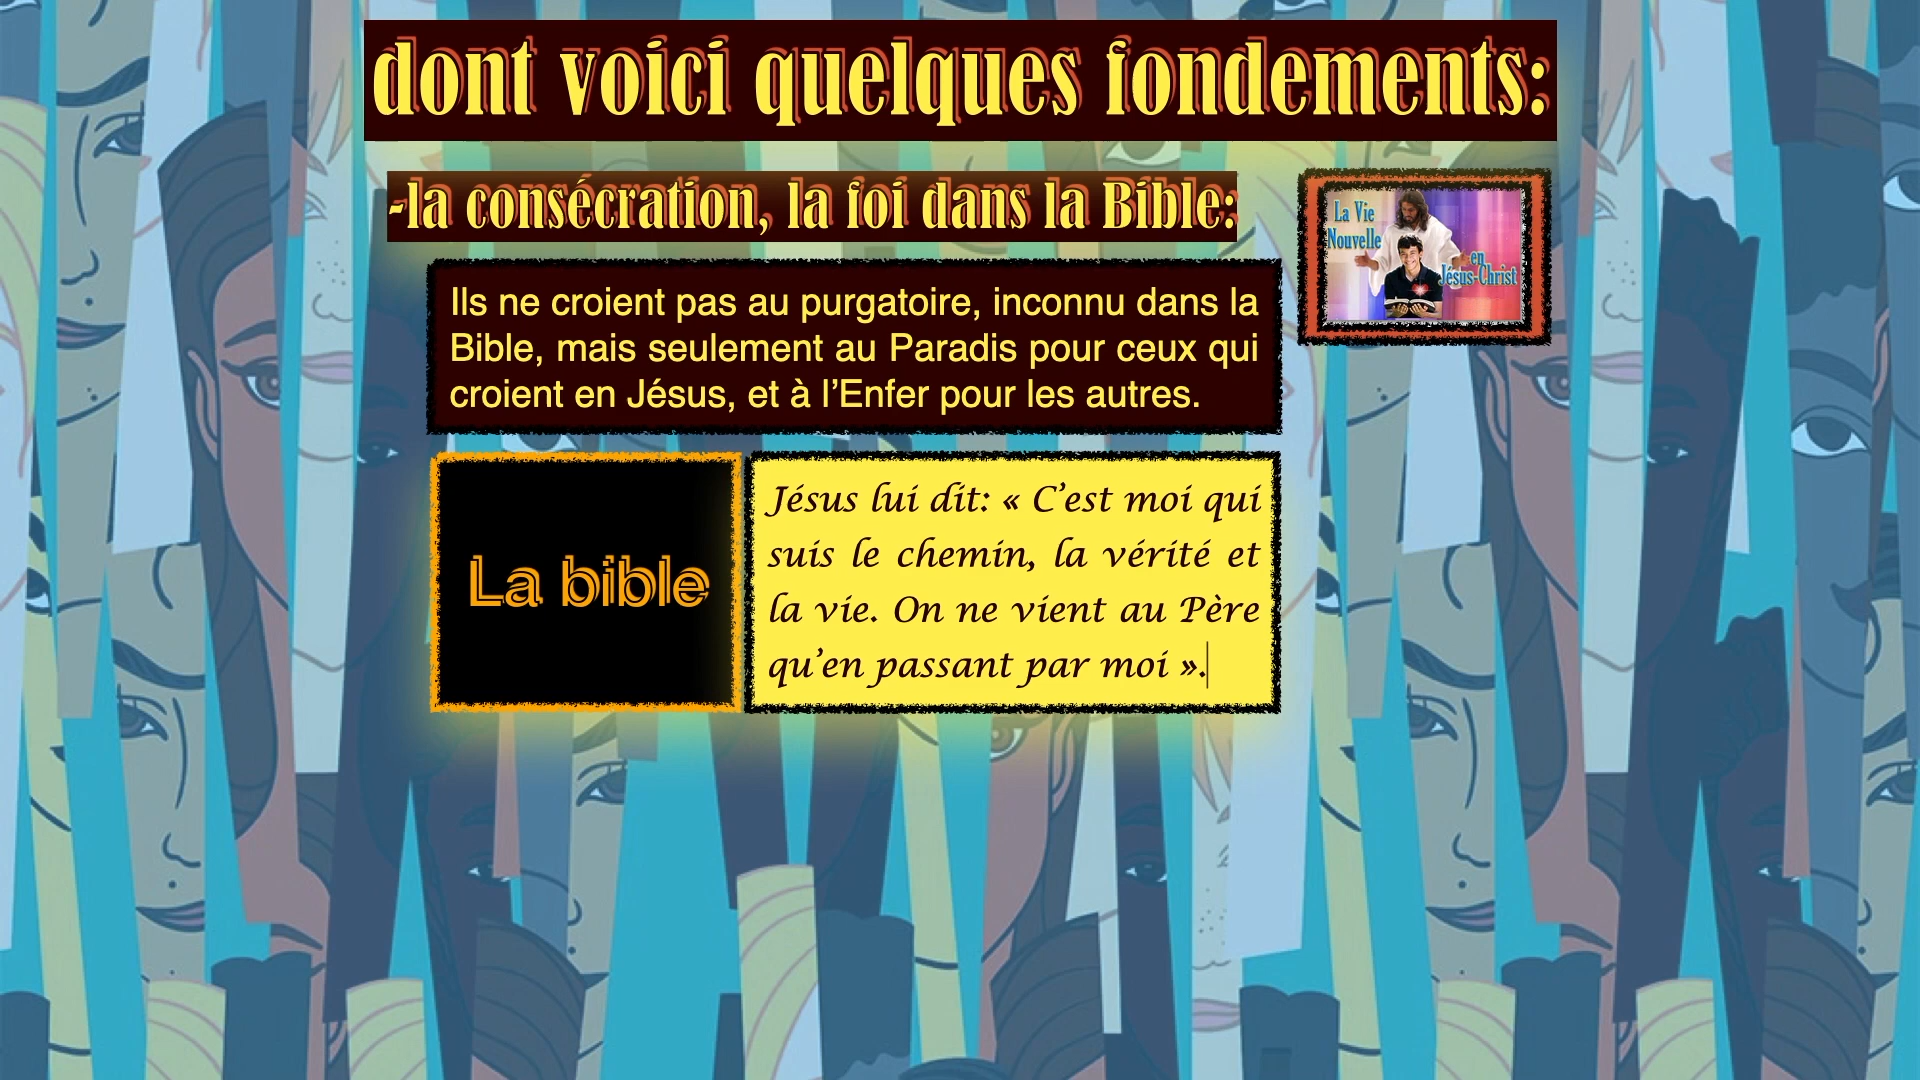 dont voici quelques fondements:
-la consécration, la foi dans la Bible:
La Vie
Nouvelle
en
Jésus-Christ
Ils ne croient pas au purgatoire, inconnu dans la
Bible, mais seulement au Paradis pour ceux qui
croient en Jésus, et à l’Enfer pour les autres.
La bible
Jésus lui dit: « C’est moi qui
suis le chemin, la vérité et
la vie. On ne vient au Père
qu’en passant par moi ».